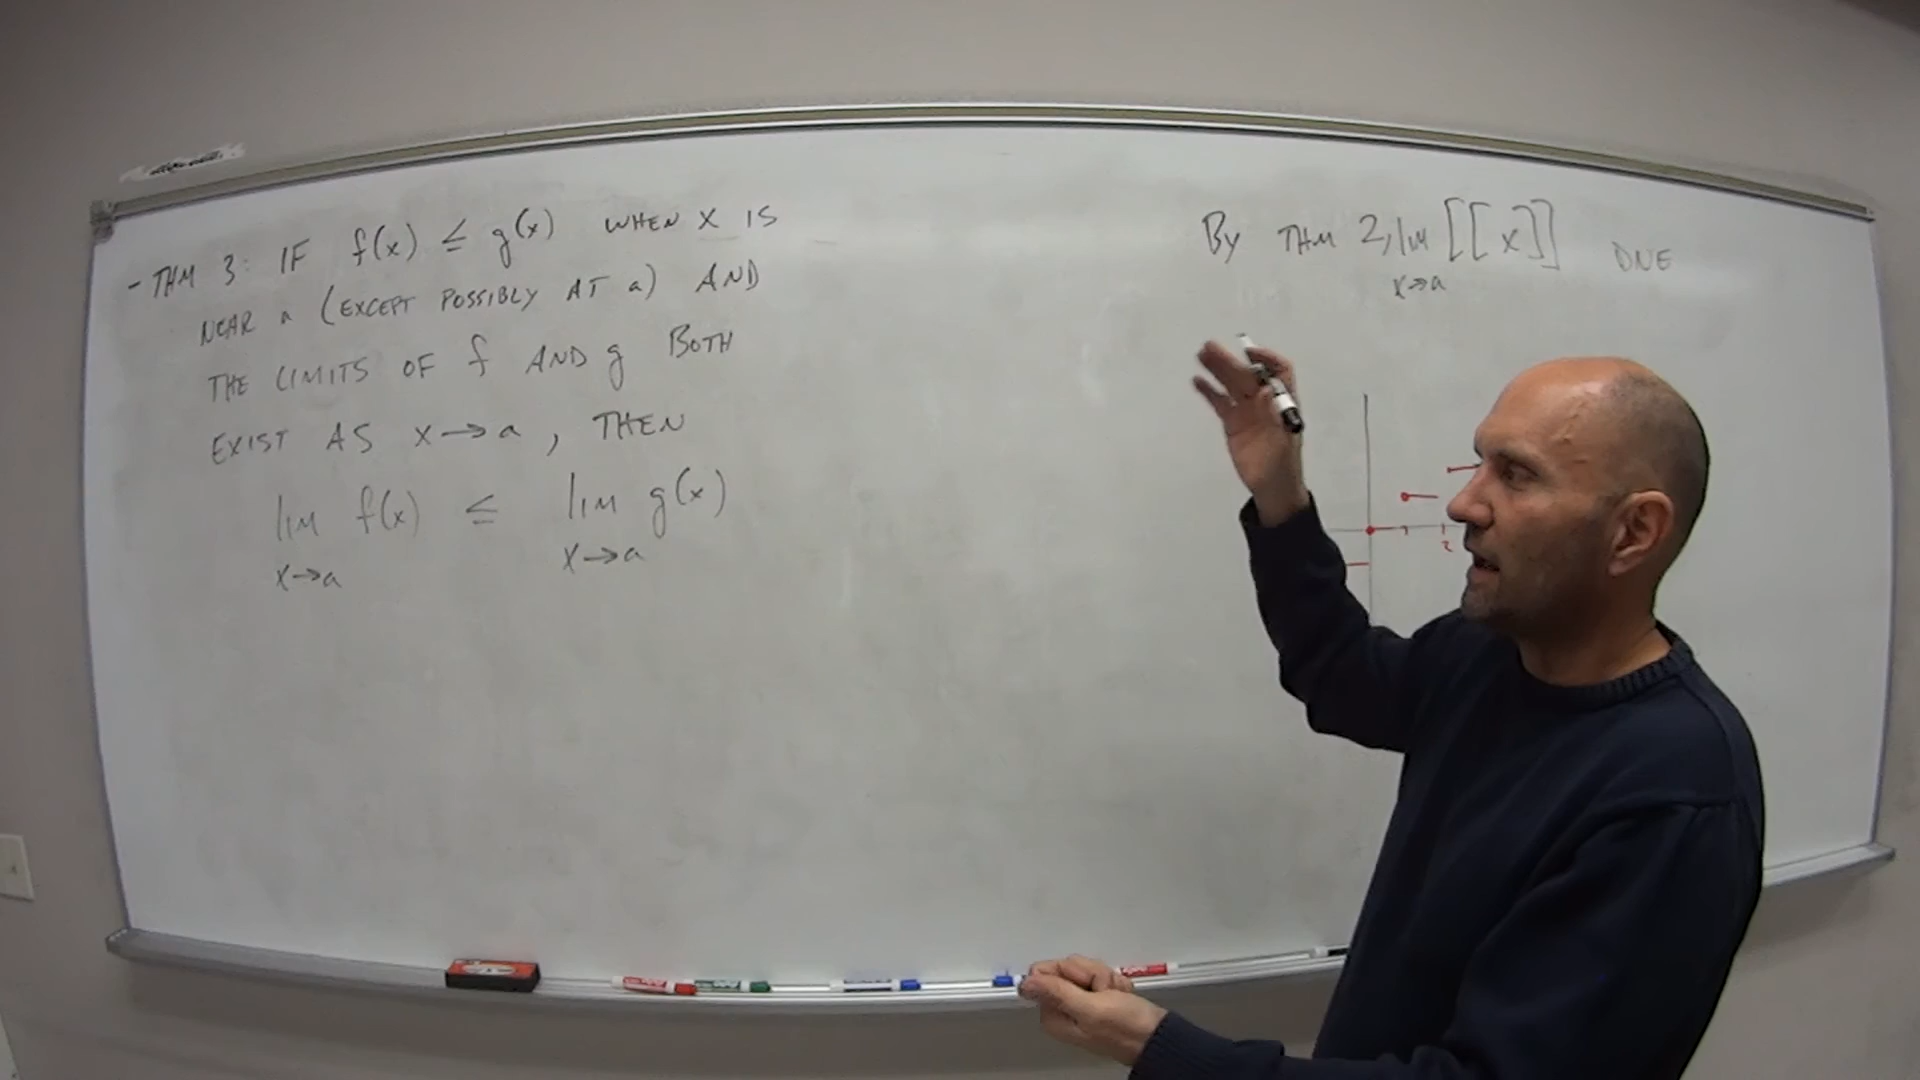 - THM 3: IF f(x) ≤ g(x) WHEN X IS
NEAR a (EXCEPT POSSIBLY AT a) AND
THE LIMITS OF f AND g BOTH
EXIST AS x→a, THEN
lim f(x) ≤ lim g(x)
x→a x→a
By THM 2, lim [[x]] DNE
x→a
2